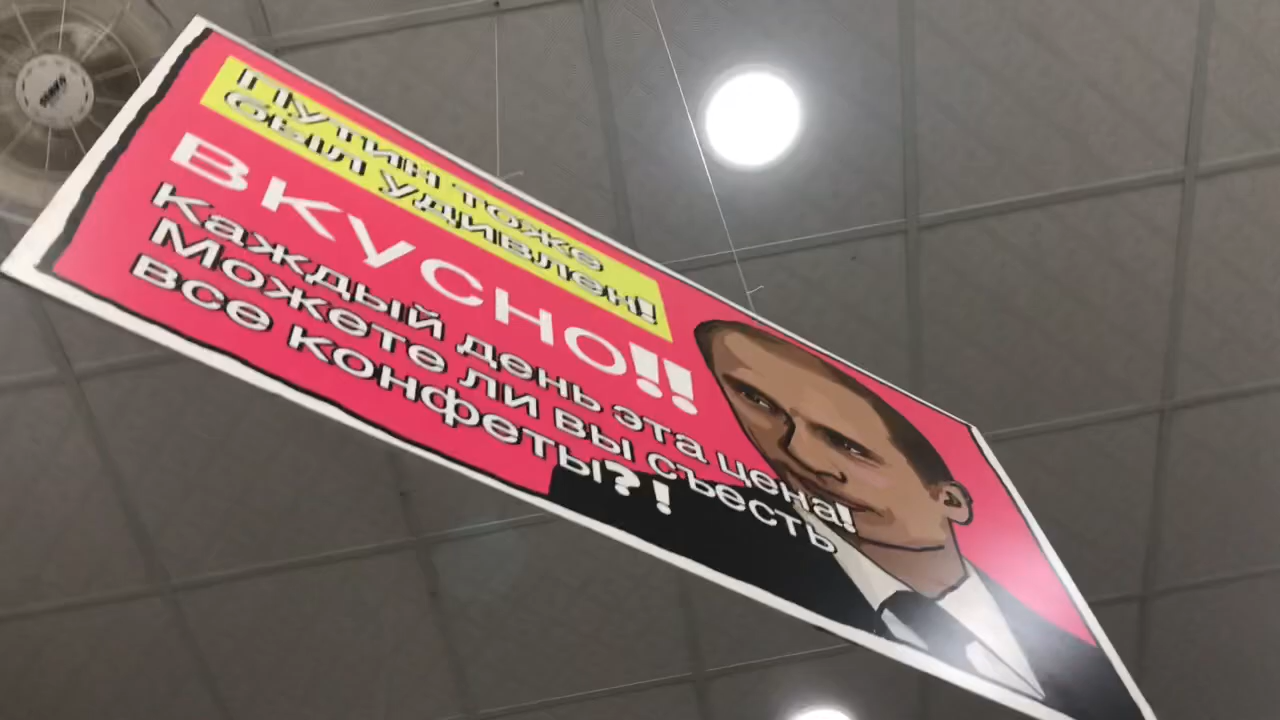 Путин тоже
был удивлен!
ВКУСНО!!
Каждый день эта цена!
Можете ли вы съесть
все конфеты?!